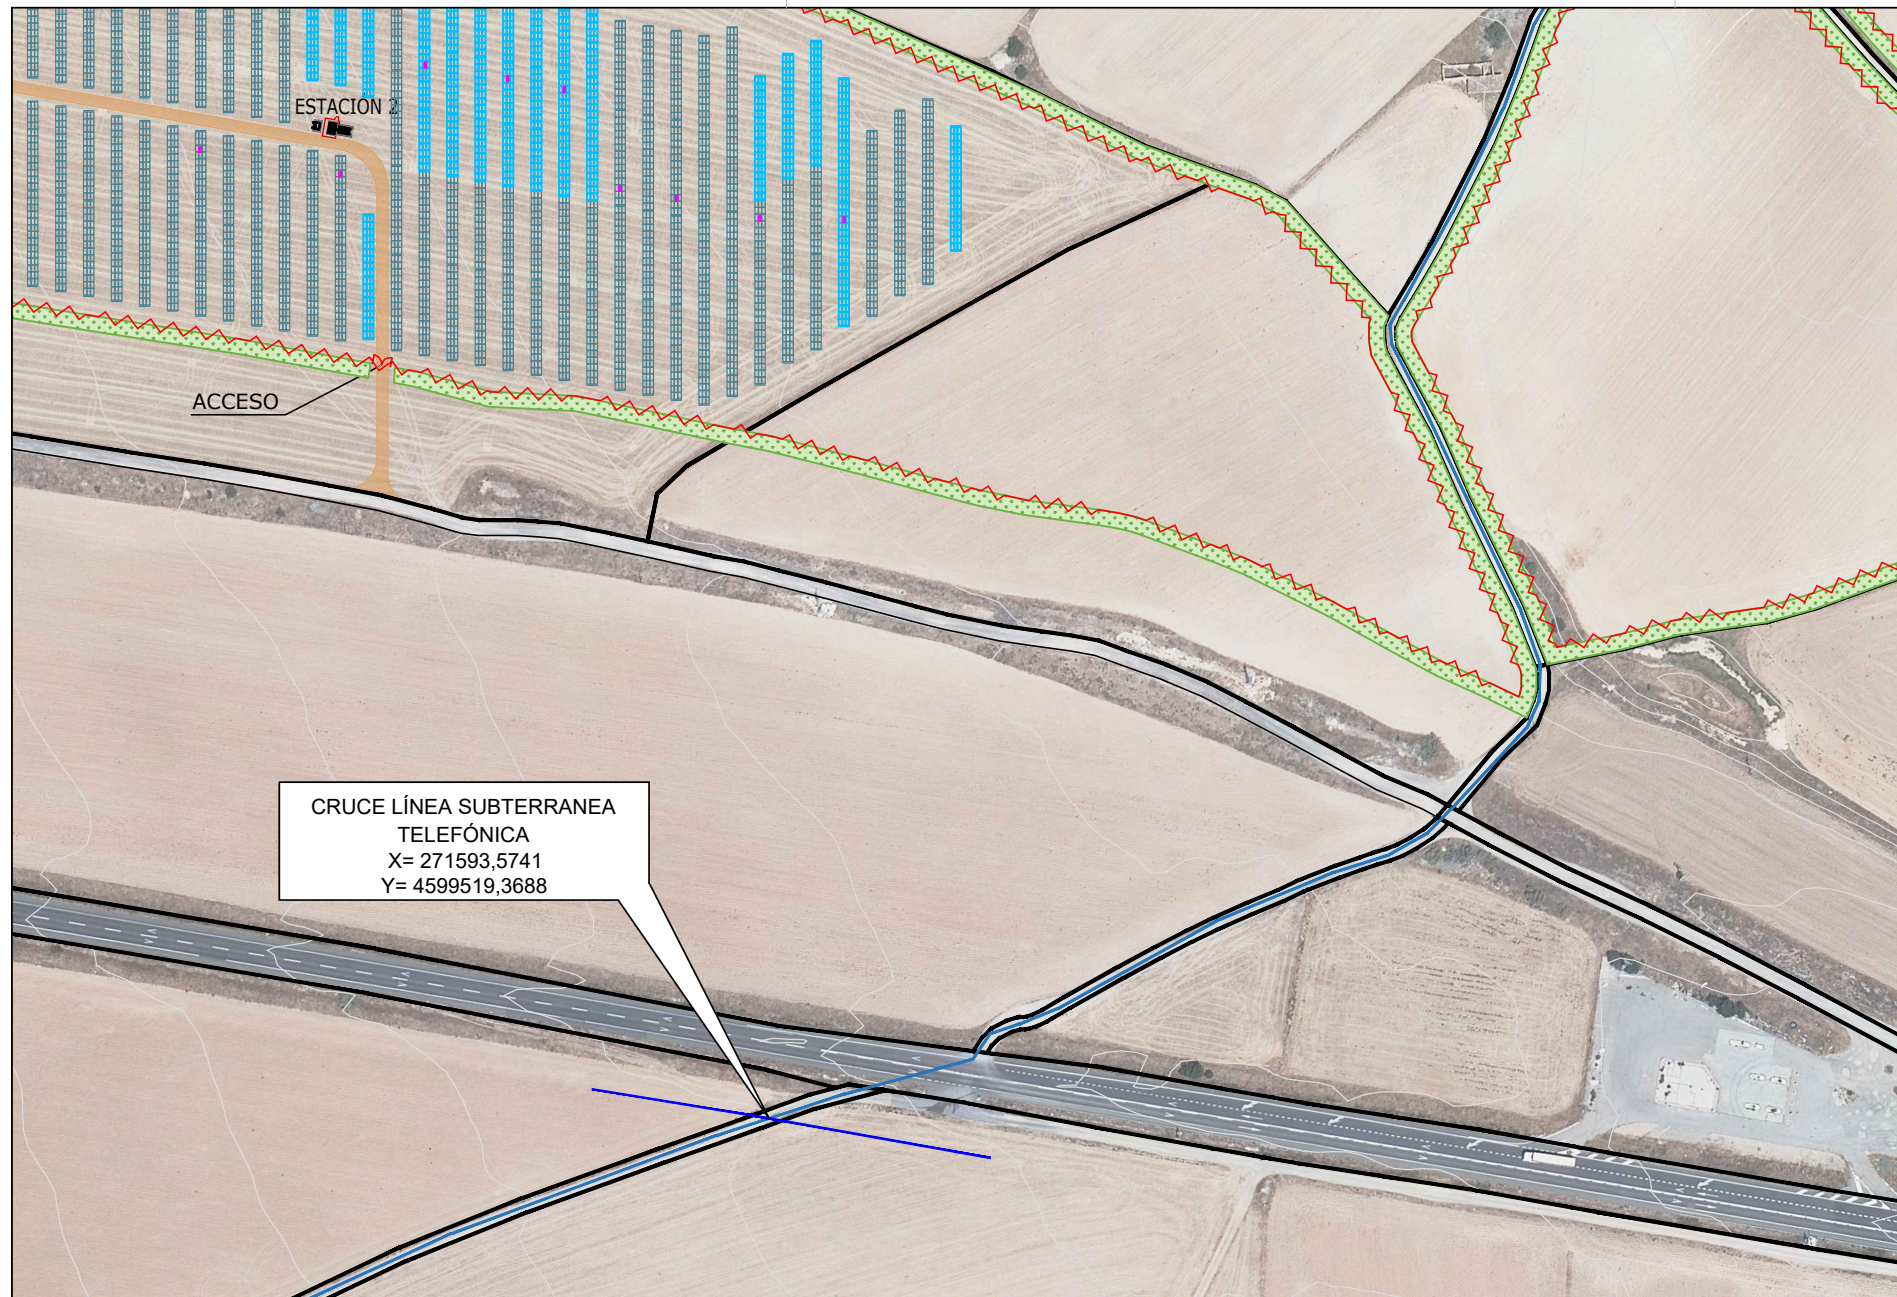 ESTACION 2
ACCESO
CRUCE LÍNEA SUBTERRANEA
TELEFÓNICA
X= 271593,5741
Y= 4599519,3688